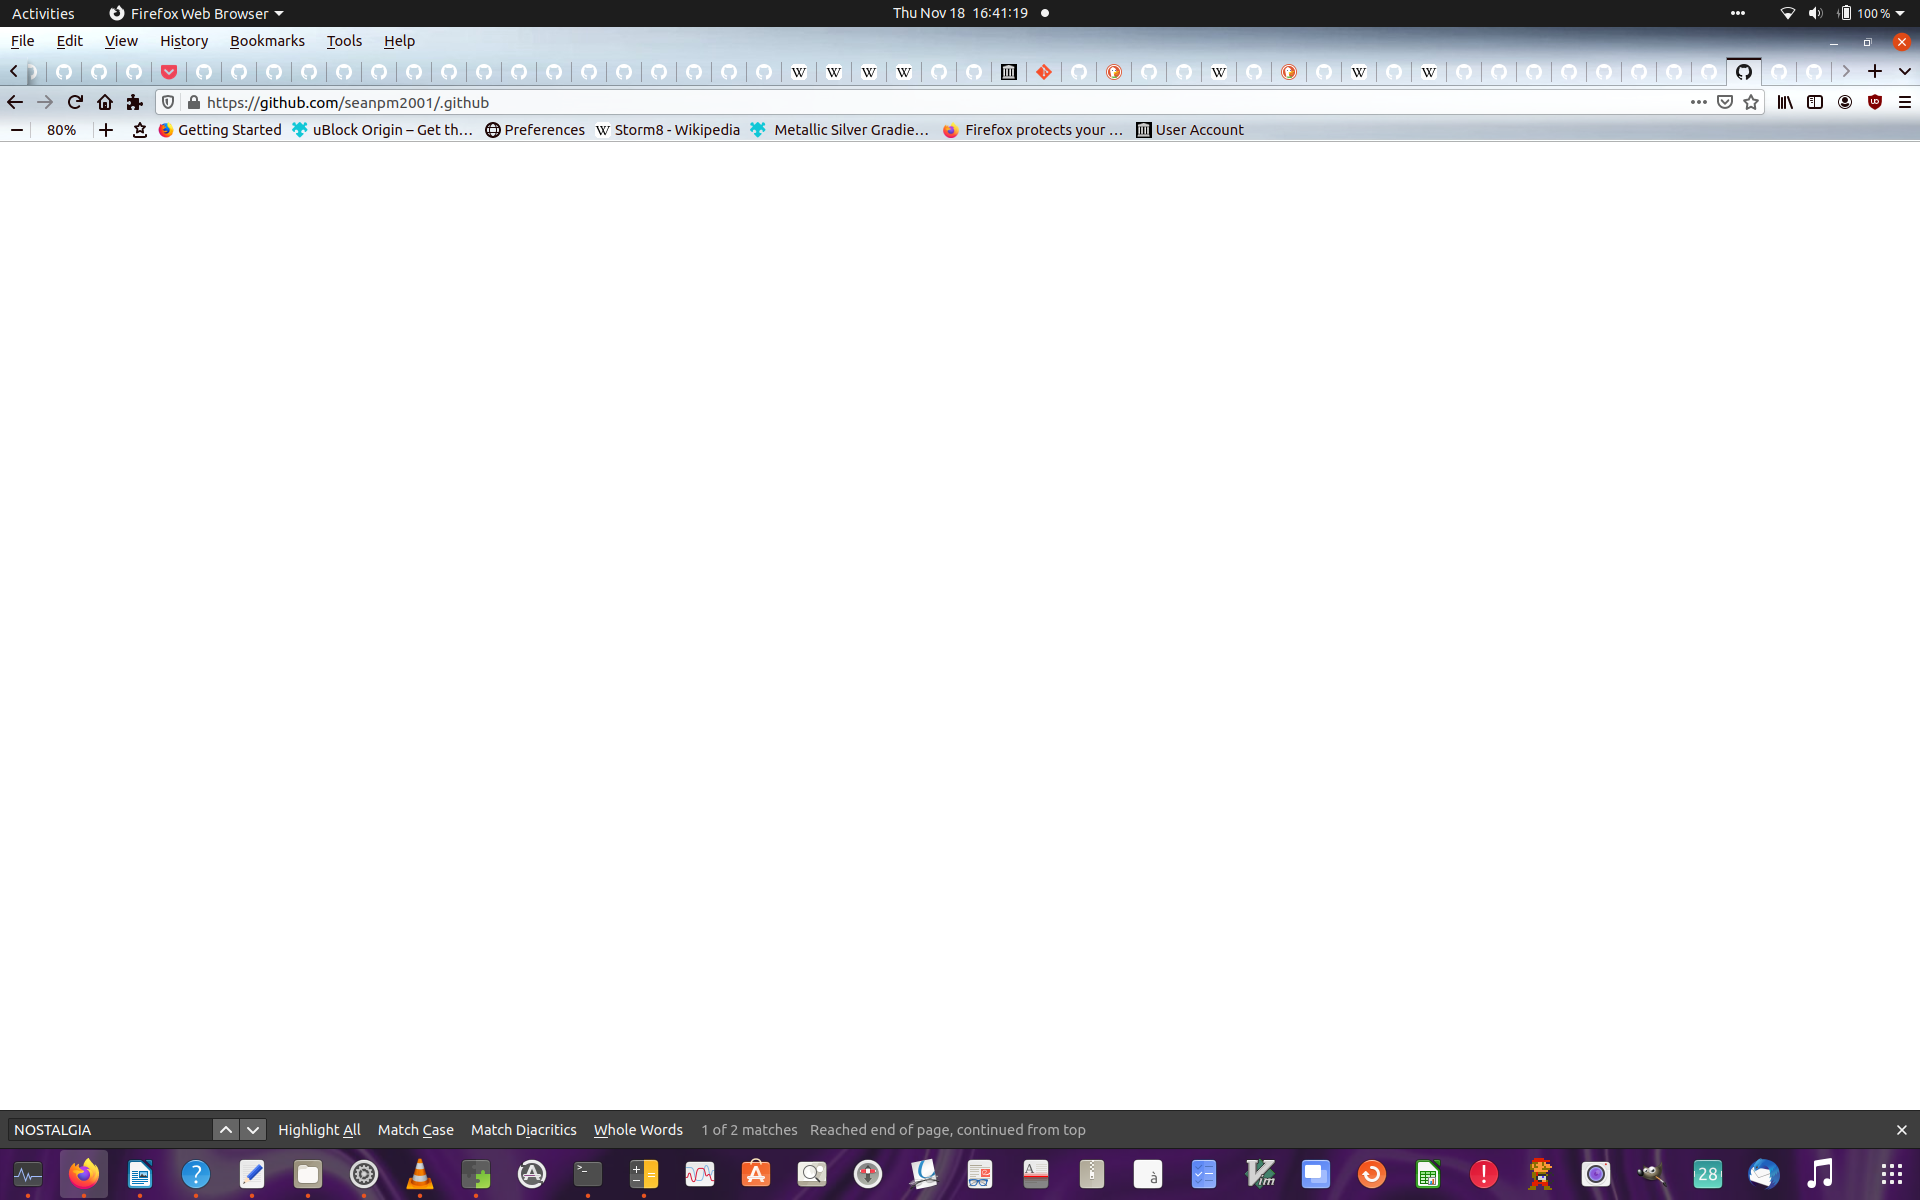 Activities Firefox Web Browser Thu Nov 18 16:41:19 100 %
File Edit View History Bookmarks Tools Help
https://github.com/seanpm2001/.github
80% Getting Started uBlock Origin – Get th… Preferences Storm8 - Wikipedia Metallic Silver Gradie… Firefox protects your … User Account
NOSTALGIA Highlight All Match Case Match Diacritics Whole Words 1 of 2 matches Reached end of page, continued from top
28